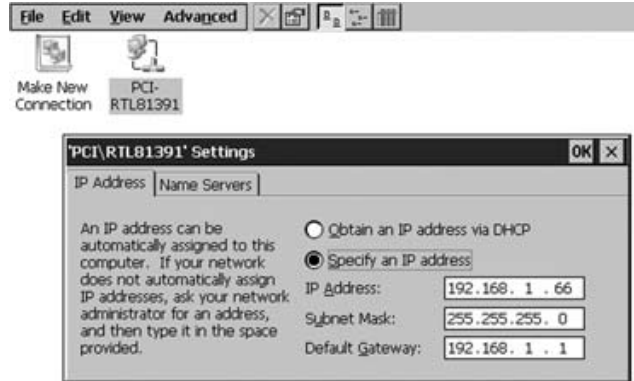 File Edit View Advanced
Make New Connection
PCI-RTL81391
'PCI\RTL81391' Settings OK ×
IP Address Name Servers
An IP address can be
automatically assigned to this
computer. If your network
does not automatically assign
IP addresses, ask your network
administrator for an address,
and then type it in the space
provided.
Obtain an IP address via DHCP
Specify an IP address
IP Address: 192.168. 1 . 66
Subnet Mask: 255.255.255. 0
Default Gateway: 192.168. 1 . 1